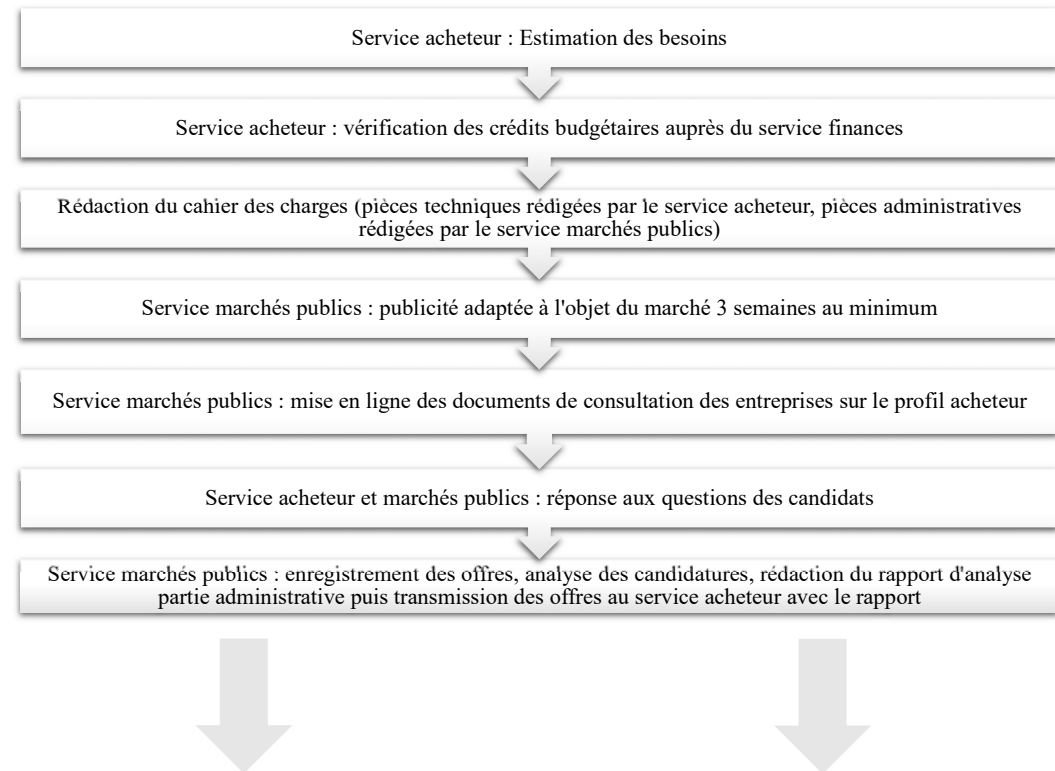 Service acheteur : Estimation des besoins
Service acheteur : vérification des crédits budgétaires auprès du service finances
Rédaction du cahier des charges (pièces techniques rédigées par le service acheteur, pièces administratives
rédigées par le service marchés publics)
Service marchés publics : publicité adaptée à l'objet du marché 3 semaines au minimum
Service marchés publics : mise en ligne des documents de consultation des entreprises sur le profil acheteur
Service acheteur et marchés publics : réponse aux questions des candidats
Service marchés publics : enregistrement des offres, analyse des candidatures, rédaction du rapport d'analyse
partie administrative puis transmission des offres au service acheteur avec le rapport